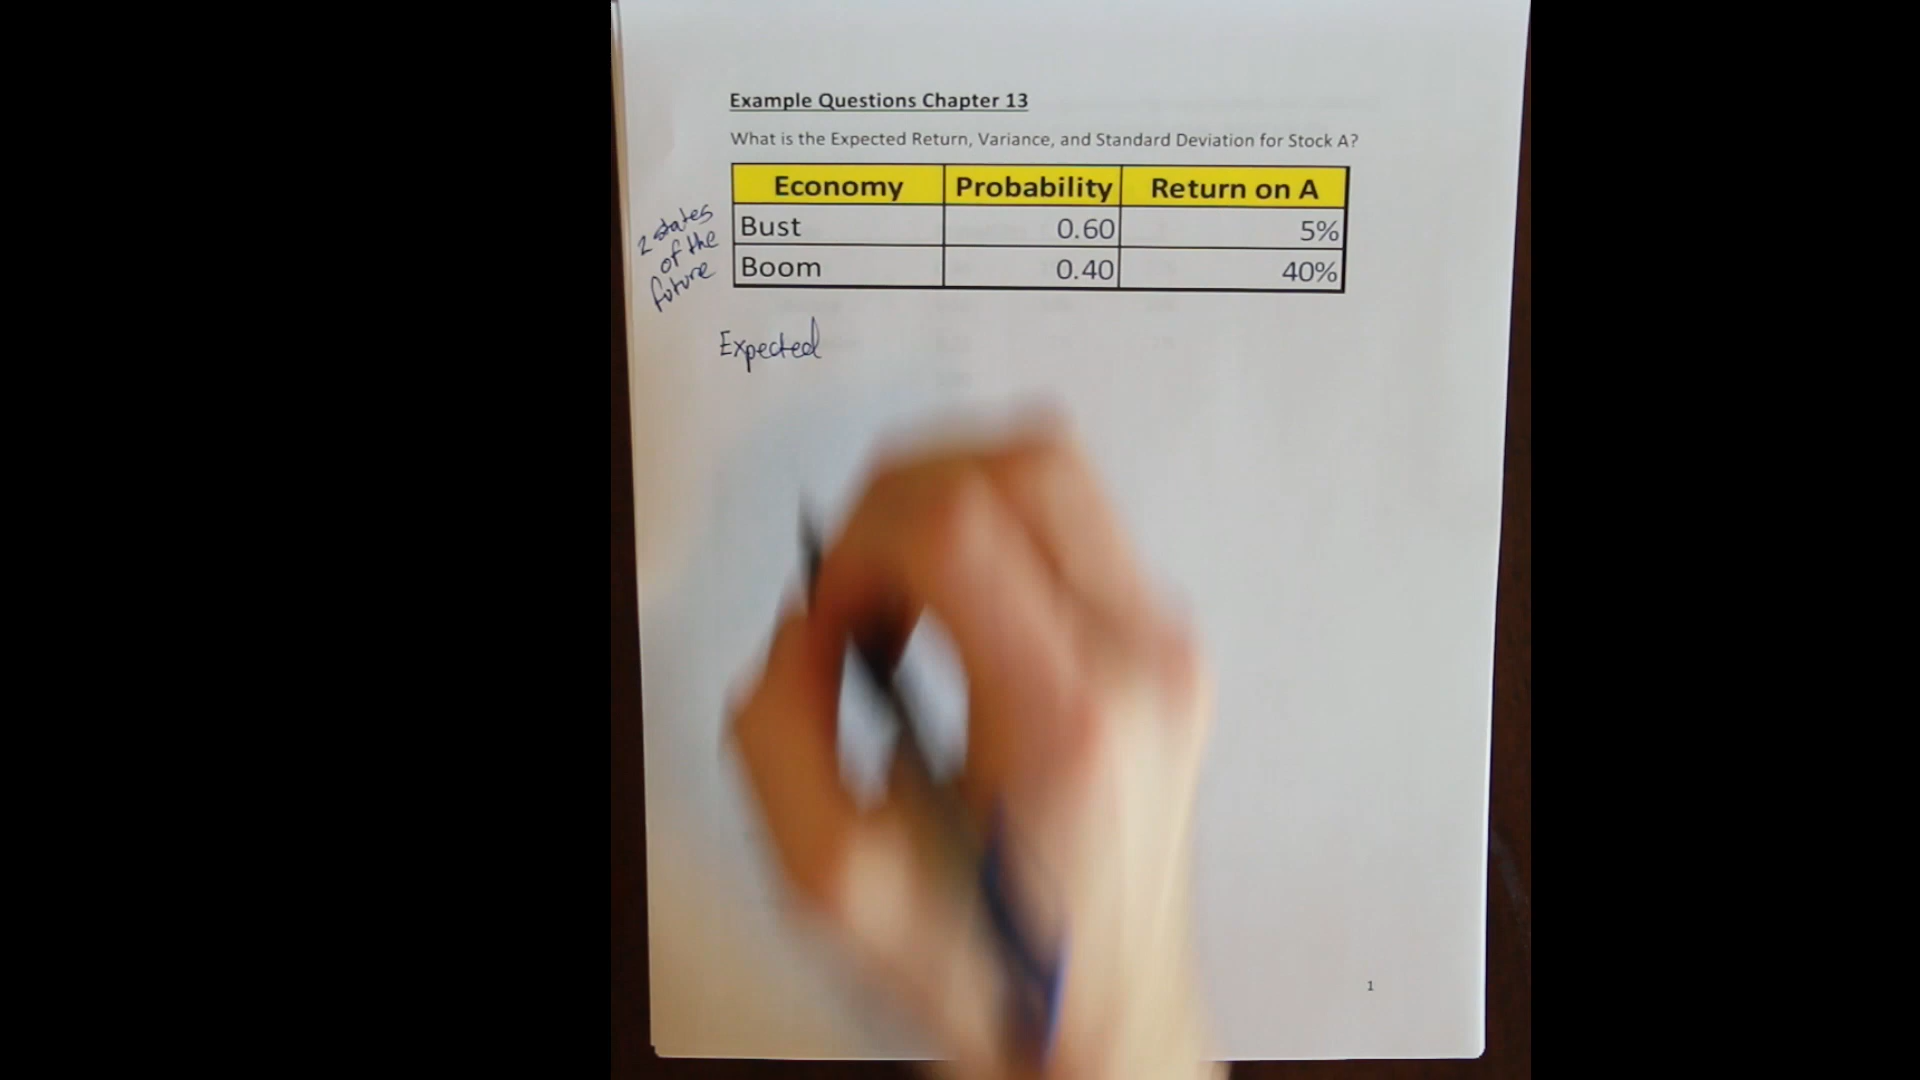 Example Questions Chapter 13
What is the Expected Return, Variance, and Standard Deviation for Stock A?
Economy Probability Return on A
Bust 0.60 5%
Boom 0.40 40%
2 states
of the
future
Expected
1